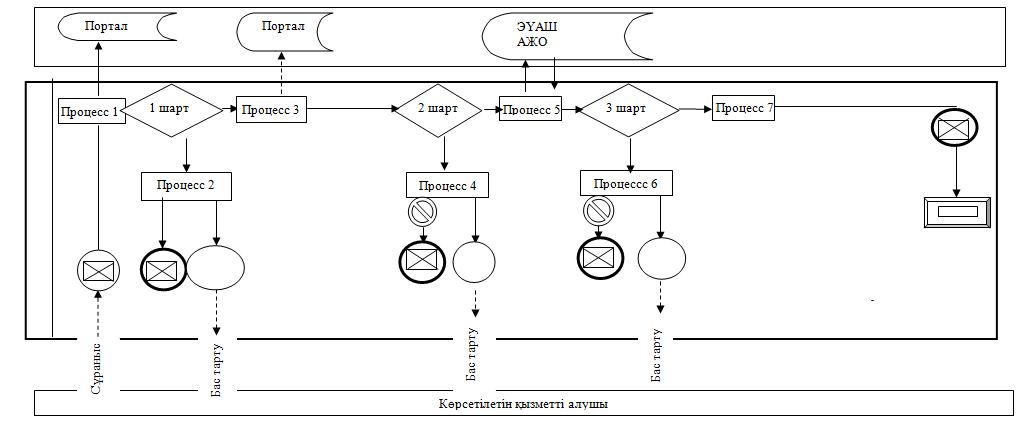 Портал
Портал
ЭҮАШ
АЖО
Процесс 1
1 шарт
Процесс 3
2 шарт
Процесс 5
3 шарт
Процесс 7
Процесс 2
Процесс 4
Процессс 6
Сұраныс
Бас тарту
Бас тарту
Бас тарту
Көрсетілетін қызметті алушы